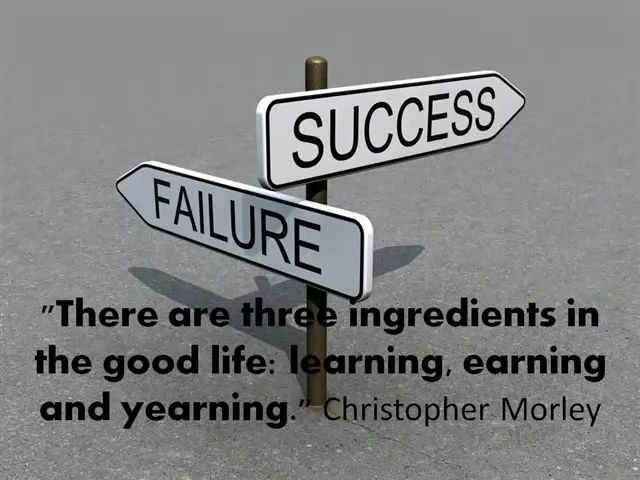 SUCCESS
FAILURE
"There are three ingredients in
the good life: learning, earning
and yearning." Christopher Morley